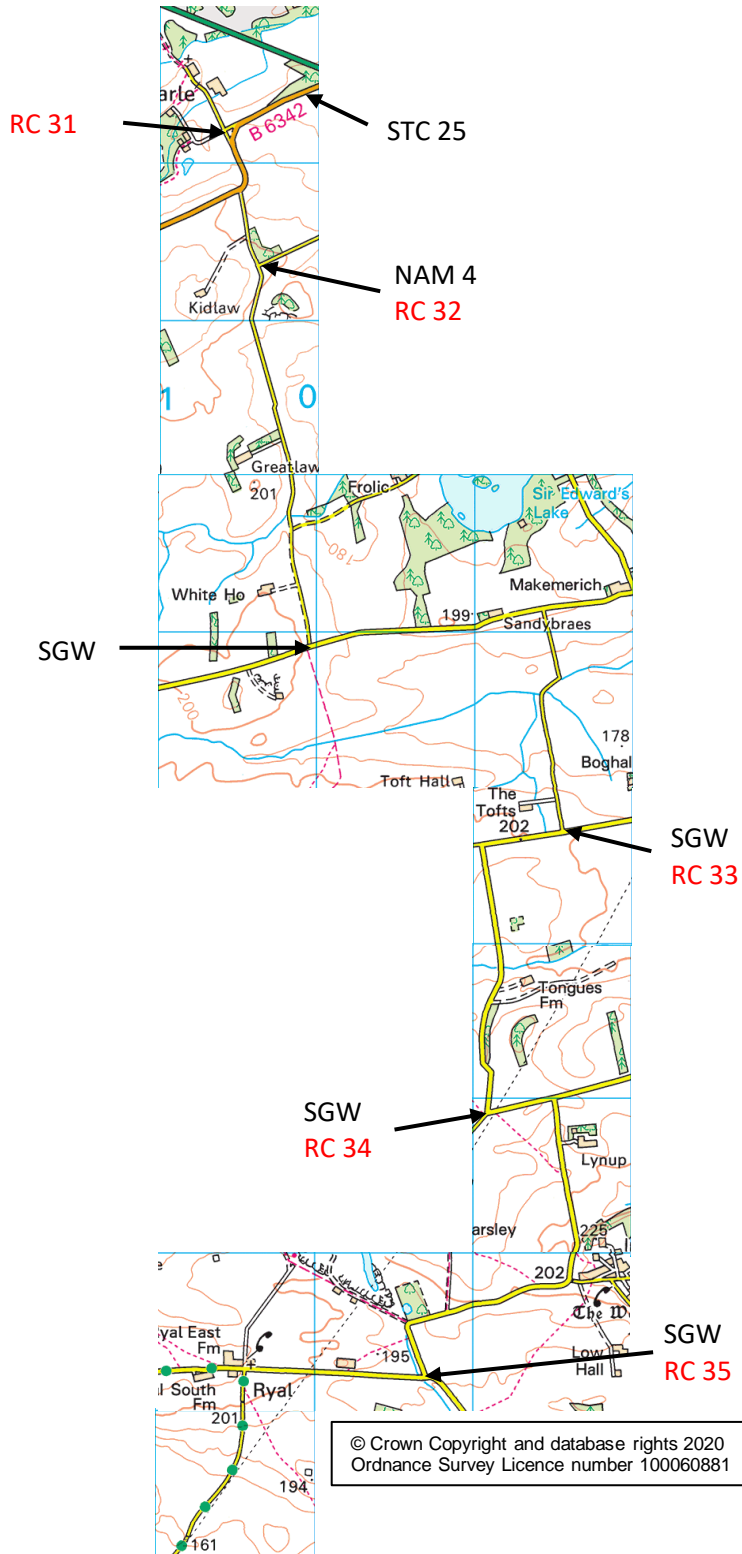 arle
RC 31
B 6342
STC 25
NAM 4
RC 32
Kidlaw
1 0
Greatlaw
201
Frolic
Sir Edward's
Lake
180
White Ho
Makemerich
199
Sandybraes
SGW
200
178
Boghal
Toft Hall
The
Tofts
202
SGW
RC 33
Tongues
Fm
SGW
RC 34
Lynup
arsley
225
202
The W
yal East
Fm
195
SGW
RC 35
Low
Hall
l South
Fm
Ryal
201
© Crown Copyright and database rights 2020
Ordnance Survey Licence number 100060881
194
161